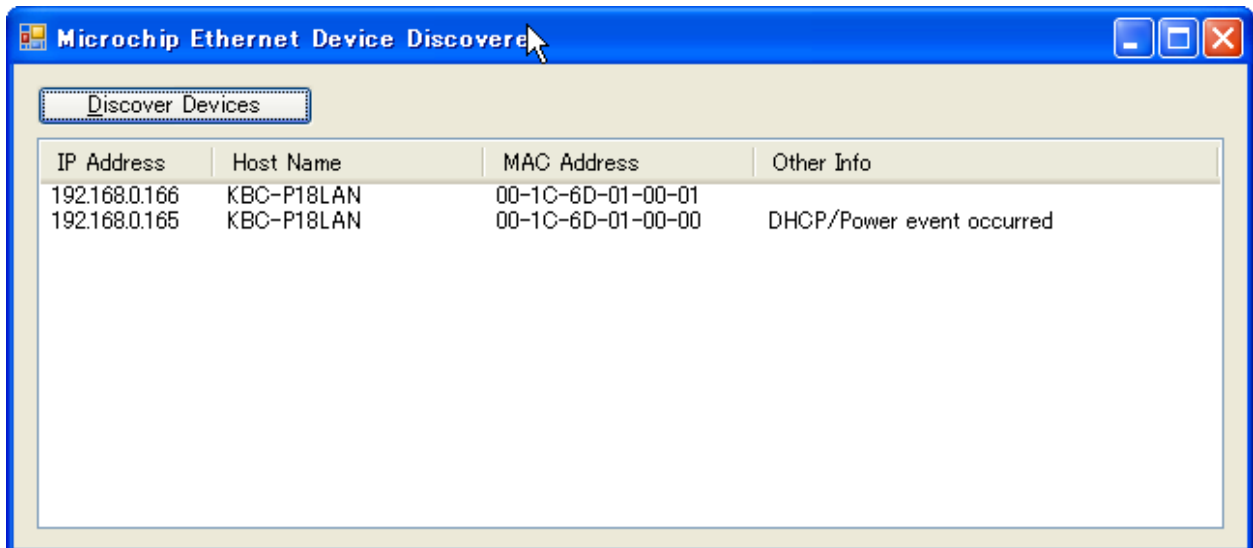 Microchip Ethernet Device Discoverer
Discover Devices
IP Address Host Name MAC Address Other Info
192.168.0.166 KBC-P18LAN 00-1C-6D-01-00-01
192.168.0.165 KBC-P18LAN 00-1C-6D-01-00-00 DHCP/Power event occurred